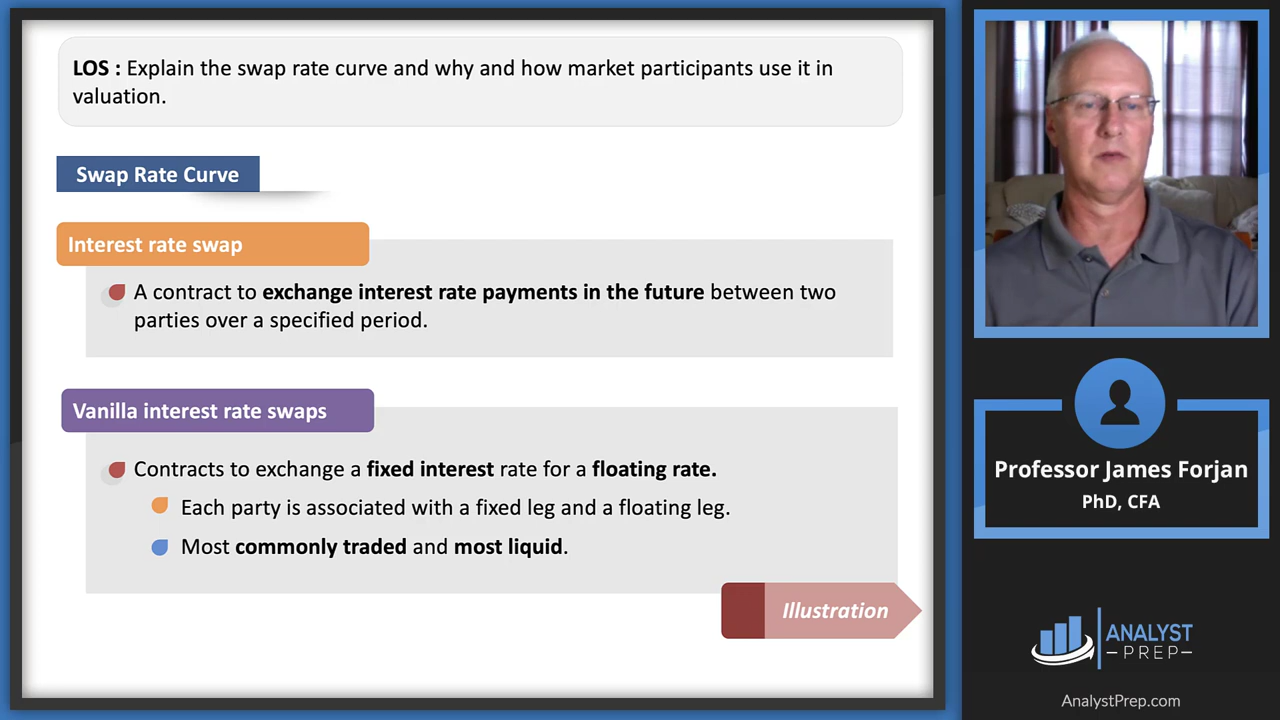 LOS : Explain the swap rate curve and why and how market participants use it in
valuation.
Swap Rate Curve
Interest rate swap
A contract to exchange interest rate payments in the future between two
parties over a specified period.
Vanilla interest rate swaps
Contracts to exchange a fixed interest rate for a floating rate.
Each party is associated with a fixed leg and a floating leg.
Most commonly traded and most liquid.
Illustration
Professor James Forjan
PhD, CFA
ANALYST
PREP
AnalystPrep.com